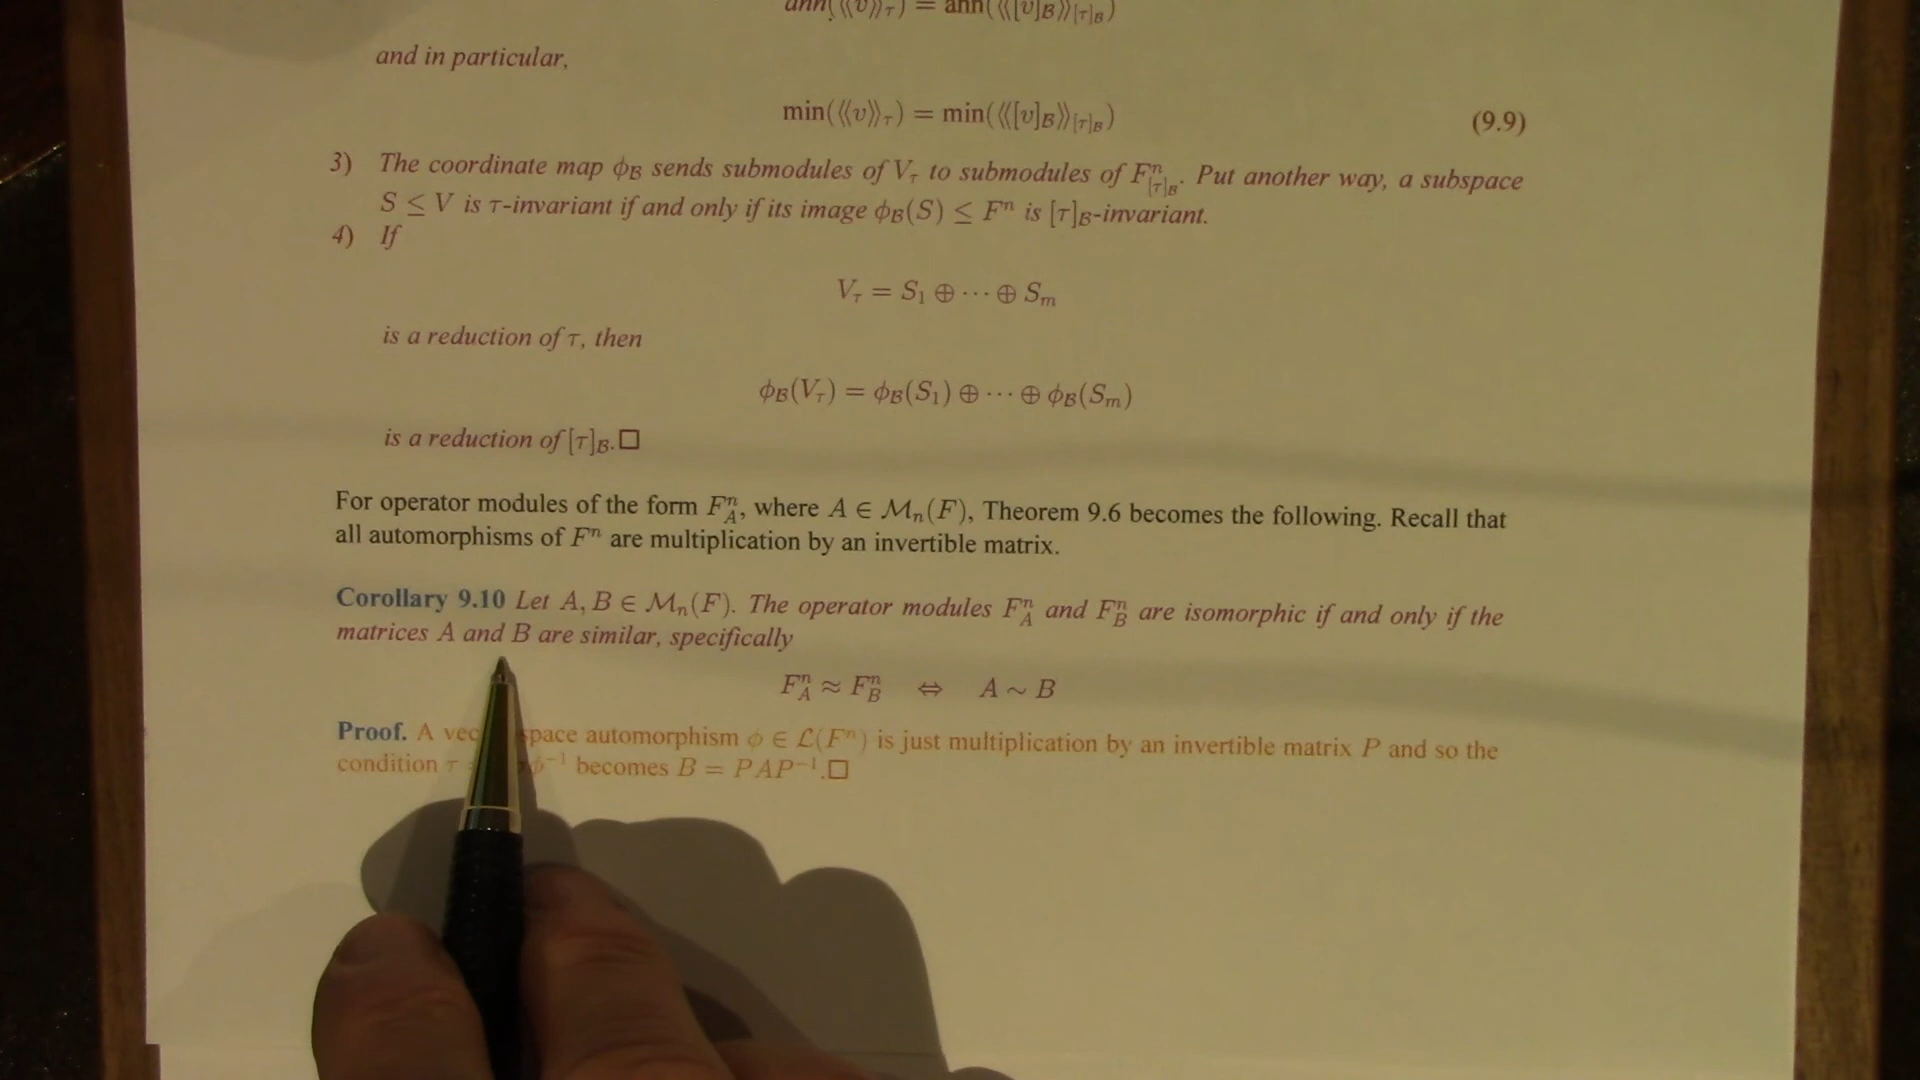 ann(⟨⟨v⟩⟩_τ) = ann(⟨⟨[v]_B⟩⟩_{[τ]_B})
and in particular,
min(⟨⟨v⟩⟩_τ) = min(⟨⟨[v]_B⟩⟩_{[τ]_B}) (9.9)
3) The coordinate map ϕ_B sends submodules of V_τ to submodules of F^n_{[τ]_B}. Put another way, a subspace
S ≤ V is τ-invariant if and only if its image ϕ_B(S) ≤ F^n is [τ]_B-invariant.
4) If
V_τ = S_1 ⊕ ⋯ ⊕ S_m
is a reduction of τ, then
ϕ_B(V_τ) = ϕ_B(S_1) ⊕ ⋯ ⊕ ϕ_B(S_m)
is a reduction of [τ]_B. □
For operator modules of the form F^n_A, where A ∈ M_n(F), Theorem 9.6 becomes the following. Recall that
all automorphisms of F^n are multiplication by an invertible matrix.
Corollary 9.10 Let A, B ∈ M_n(F). The operator modules F^n_A and F^n_B are isomorphic if and only if the
matrices A and B are similar, specifically
F^n_A ≈ F^n_B ⇔ A ∼ B
Proof. A space automorphism ϕ ∈ L(F^n) is just multiplication by an invertible matrix P and so the
condition τ ϕ^{-1} becomes B = PAP^{-1}. □